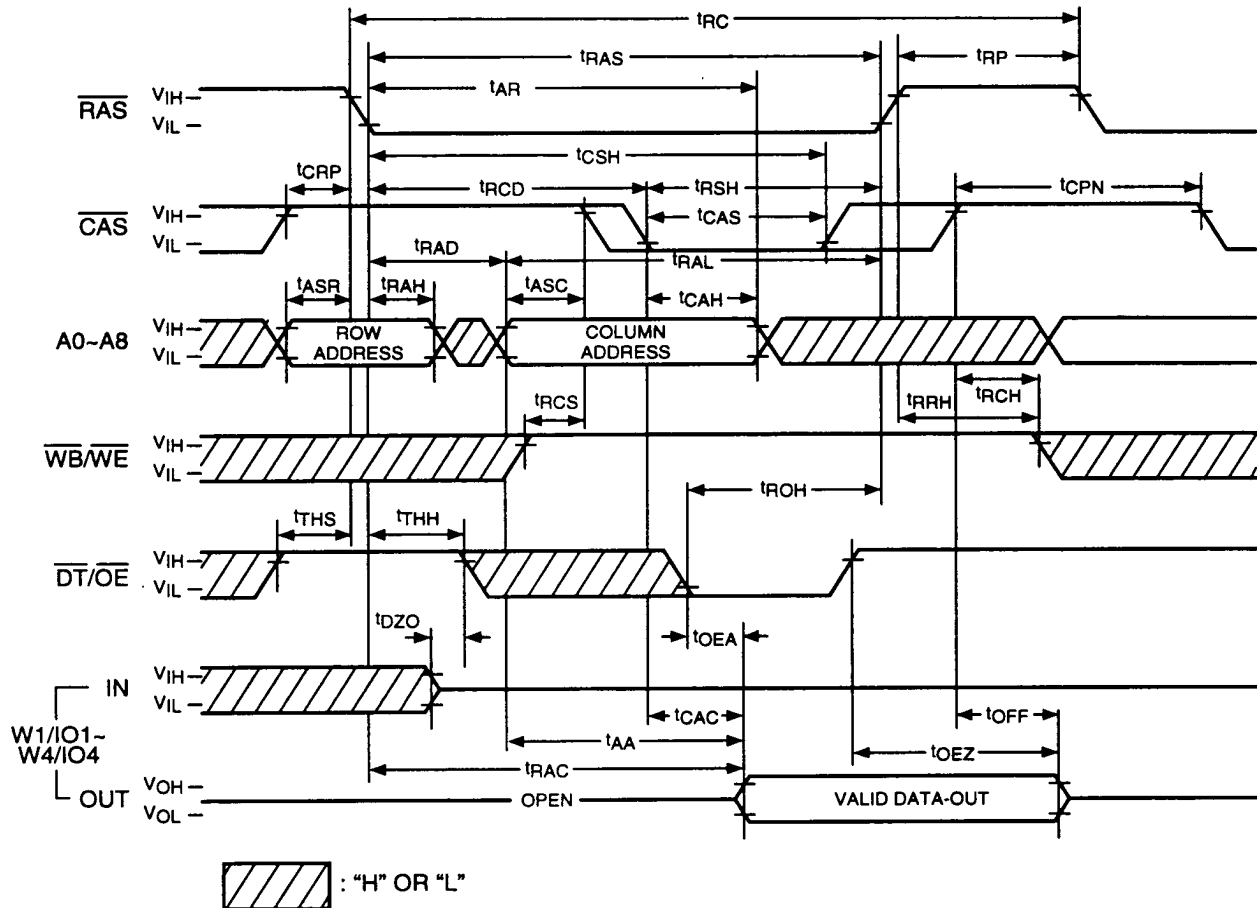 tRC
tRAS
tRP
tAR
RAS VIH
VIL
tCSH
tCRP
tRCD
tRSH
tCPN
CAS VIH
VIL
tCAS
tRAD
tRAL
tASR
tRAH
tASC
tCAH
A0~A8 VIH
VIL
ROW
ADDRESS
COLUMN
ADDRESS
tRCS
tRRH
tRCH
WB/WE VIH
VIL
tROH
tTHS
tTHH
DT/OE VIH
VIL
tDZO
tOEA
IN VIH
VIL
W1/IO1~
W4/IO4
tCAC
tOFF
tAA
tOEZ
tRAC
OUT VOH
VOL
OPEN
VALID DATA-OUT
: "H" OR "L"